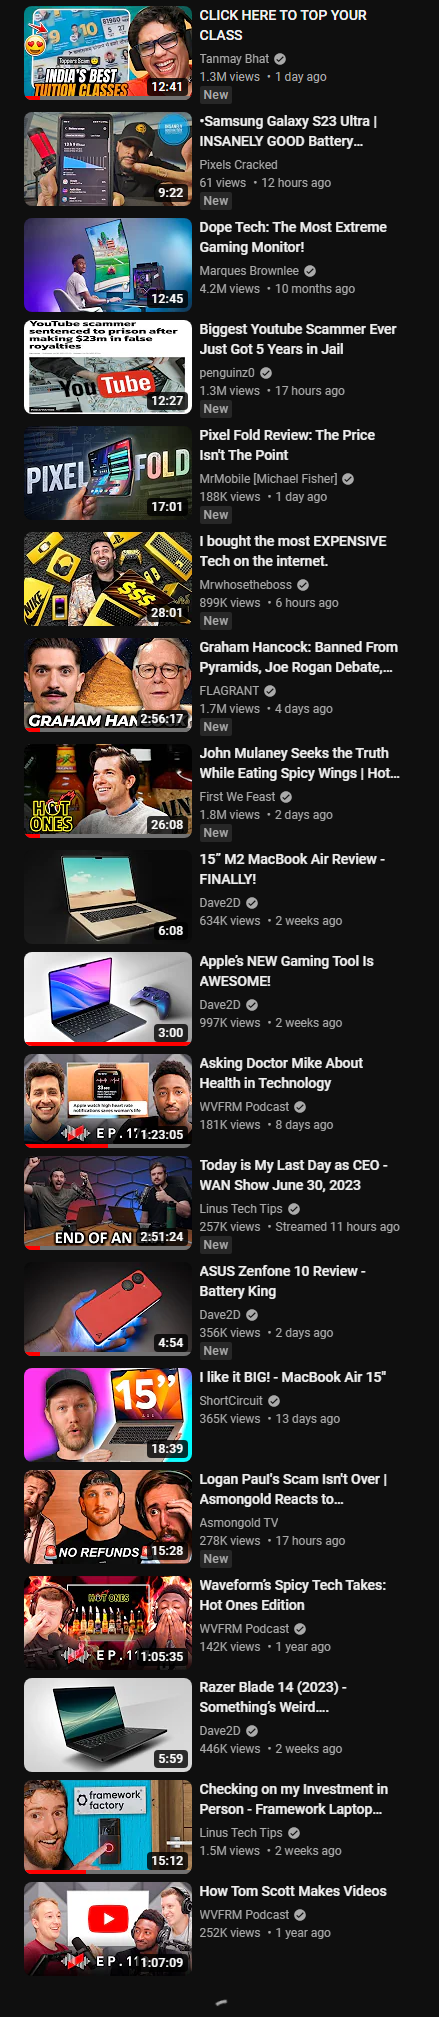 Toppers Scam
INDIA'S BEST
TUITION CLASSES
12:41
CLICK HERE TO TOP YOUR
CLASS
Tanmay Bhat
1.3M views • 1 day ago
New
9:22
•Samsung Galaxy S23 Ultra |
INSANELY GOOD Battery...
Pixels Cracked
61 views • 12 hours ago
New
12:45
Dope Tech: The Most Extreme
Gaming Monitor!
Marques Brownlee
4.2M views • 10 months ago
YouTube scammer
sentenced to prison after
making $23m in false
royalties
YouTube
12:27
Biggest Youtube Scammer Ever
Just Got 5 Years in Jail
penguinz0
1.3M views • 17 hours ago
New
PIXEL FOLD
17:01
Pixel Fold Review: The Price
Isn't The Point
MrMobile [Michael Fisher]
188K views • 1 day ago
New
NIKE
$$$
28:01
I bought the most EXPENSIVE
Tech on the internet.
Mrwhosetheboss
899K views • 6 hours ago
New
GRAHAM HAN
2:56:17
Graham Hancock: Banned From
Pyramids, Joe Rogan Debate,...
FLAGRANT
1.7M views • 4 days ago
New
HOT
ONES
26:08
John Mulaney Seeks the Truth
While Eating Spicy Wings | Hot...
First We Feast
1.8M views • 2 days ago
New
6:08
15” M2 MacBook Air Review -
FINALLY!
Dave2D
634K views • 2 weeks ago
3:00
Apple’s NEW Gaming Tool Is
AWESOME!
Dave2D
997K views • 2 weeks ago
Apple watch high heart rate
notifications saves woman's life
EP.1
1:23:05
Asking Doctor Mike About
Health in Technology
WVFRM Podcast
181K views • 8 days ago
END OF AN
2:51:24
Today is My Last Day as CEO -
WAN Show June 30, 2023
Linus Tech Tips
257K views • Streamed 11 hours ago
New
4:54
ASUS Zenfone 10 Review -
Battery King
Dave2D
356K views • 2 days ago
New
15”
18:39
I like it BIG! - MacBook Air 15"
ShortCircuit
365K views • 13 days ago
NO REFUNDS
15:28
Logan Paul's Scam Isn't Over |
Asmongold Reacts to...
Asmongold TV
278K views • 17 hours ago
New
HOT ONES
EP.1
1:05:35
Waveform’s Spicy Tech Takes:
Hot Ones Edition
WVFRM Podcast
142K views • 1 year ago
5:59
Razer Blade 14 (2023) -
Something’s Weird....
Dave2D
446K views • 2 weeks ago
framework
factory
15:12
Checking on my Investment in
Person - Framework Laptop...
Linus Tech Tips
1.5M views • 2 weeks ago
EP.1
1:07:09
How Tom Scott Makes Videos
WVFRM Podcast
252K views • 1 year ago